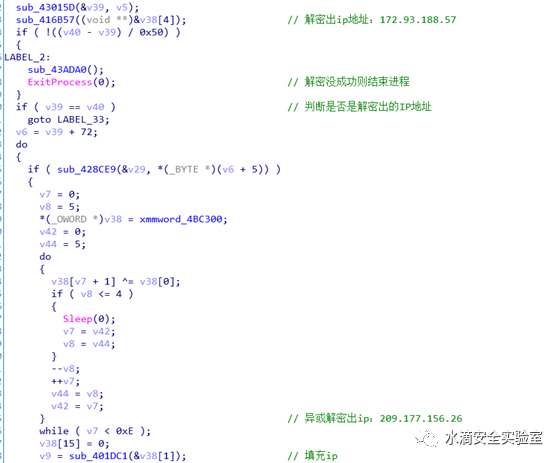 sub_43015D(&v39, v5);
sub_416B57((void **)&v38[4]); // 解密出ip地址：172.93.188.57
if ( !((v40 - v39) / 0x50) )
{
LABEL_2:
sub_43ADA0();
ExitProcess(0); // 解密没成功则结束进程
}
if ( v39 == v40 ) // 判断是否是解密出的IP地址
goto LABEL_33;
v6 = v39 + 72;
do
{
if ( sub_428CE9(&v29, *(_BYTE *)(v6 + 5)) )
{
v7 = 0;
v8 = 5;
*(_OWORD *)v38 = xmmword_4BC300;
v42 = 0;
v44 = 5;
do
{
v38[v7 + 1] ^= v38[0];
if ( v8 <= 4 )
{
Sleep(0);
v7 = v42;
v8 = v44;
}
--v8;
++v7;
v44 = v8;
v42 = v7;
} // 异或解密出ip：209.177.156.26
while ( v7 < 0xE );
v38[15] = 0;
v9 = sub_401DC1(&v38[1]); // 填充ip
水滴安全实验室